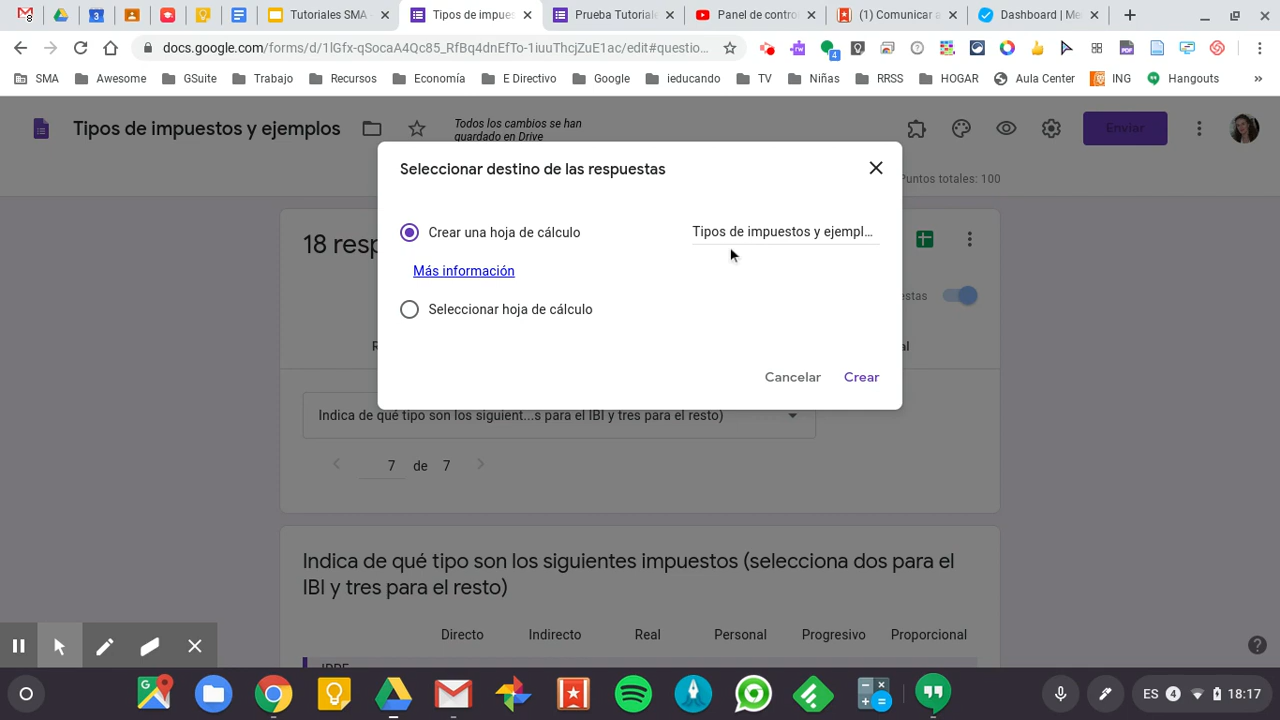 Tutoriales SMA -
Tipos de impues
Prueba Tutoriale
Panel de contro
(1) Comunicar a
Dashboard | Me
docs.google.com/forms/d/1lGfx-qSocaA4Qc85_RfBq4dnEfTo-1iuuThcjZuE1ac/edit#questio...
4
SMA
Awesome
GSuite
Trabajo
Recursos
Economía
E Directivo
Google
ieducando
TV
Niñas
RRSS
HOGAR
Aula Center
ING
Hangouts
»
Tipos de impuestos y ejemplos
Todos los cambios se han
guardado en Drive
Enviar
Puntos totales: 100
Seleccionar destino de las respuestas
Crear una hoja de cálculo
Tipos de impuestos y ejempl...
Más información
Seleccionar hoja de cálculo
Cancelar
Crear
18 resp
estas
R
al
Indica de qué tipo son los siguient...s para el IBI y tres para el resto)
7 de 7
Indica de qué tipo son los siguientes impuestos (selecciona dos para el
IBI y tres para el resto)
Directo
Indirecto
Real
Personal
Progresivo
Proporcional
IRPF
ES
4
18:17